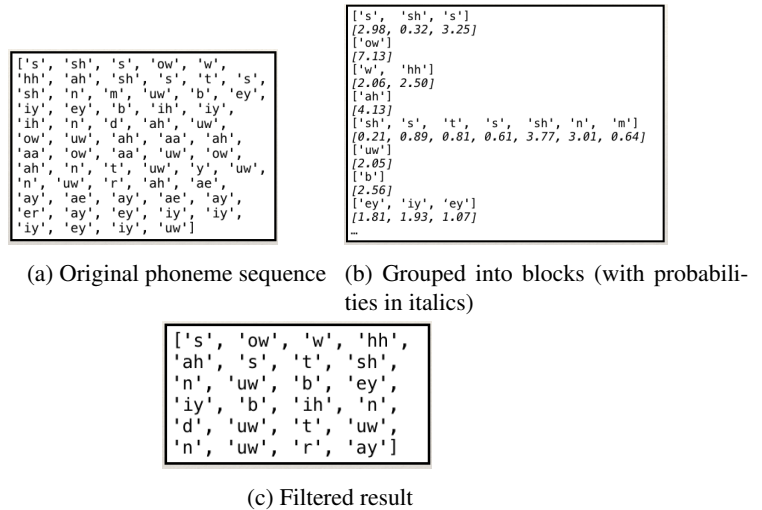 ['s', 'sh', 's', 'ow', 'w',
'hh', 'ah', 'sh', 's', 't', 's',
'sh', 'n', 'm', 'uw', 'b', 'ey',
'iy', 'ey', 'b', 'ih', 'iy',
'ih', 'n', 'd', 'ah', 'uw',
'ow', 'uw', 'ah', 'aa', 'ah',
'aa', 'ow', 'aa', 'uw', 'ow',
'ah', 'n', 't', 'uw', 'y', 'uw',
'n', 'uw', 'r', 'ah', 'ae',
'ay', 'ae', 'ay', 'ae', 'ay',
'er', 'ay', 'ey', 'iy', 'iy',
'iy', 'ey', 'iy', 'uw']
(a) Original phoneme sequence
['s', 'sh', 's']
[2.98, 0.32, 3.25]
['ow']
[7.13]
['w', 'hh']
[2.06, 2.50]
['ah']
[4.13]
['sh', 's', 't', 's', 'sh', 'n', 'm']
[0.21, 0.89, 0.81, 0.61, 3.77, 3.01, 0.64]
['uw']
[2.05]
['b']
[2.56]
['ey', 'iy', 'ey']
[1.81, 1.93, 1.07]
…
(b) Grouped into blocks (with probabili-
ties in italics)
['s', 'ow', 'w', 'hh',
'ah', 's', 't', 'sh',
'n', 'uw', 'b', 'ey',
'iy', 'b', 'ih', 'n',
'd', 'uw', 't', 'uw',
'n', 'uw', 'r', 'ay']
(c) Filtered result